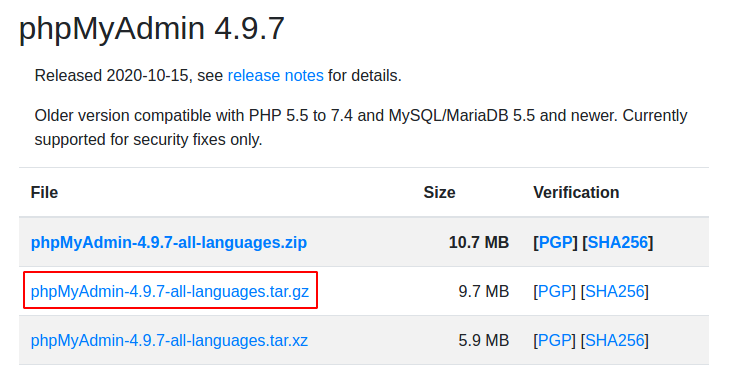 phpMyAdmin 4.9.7
Released 2020-10-15, see release notes for details.
Older version compatible with PHP 5.5 to 7.4 and MySQL/MariaDB 5.5 and newer. Currently
supported for security fixes only.
File Size Verification
phpMyAdmin-4.9.7-all-languages.zip 10.7 MB [PGP] [SHA256]
phpMyAdmin-4.9.7-all-languages.tar.gz 9.7 MB [PGP] [SHA256]
phpMyAdmin-4.9.7-all-languages.tar.xz 5.9 MB [PGP] [SHA256]